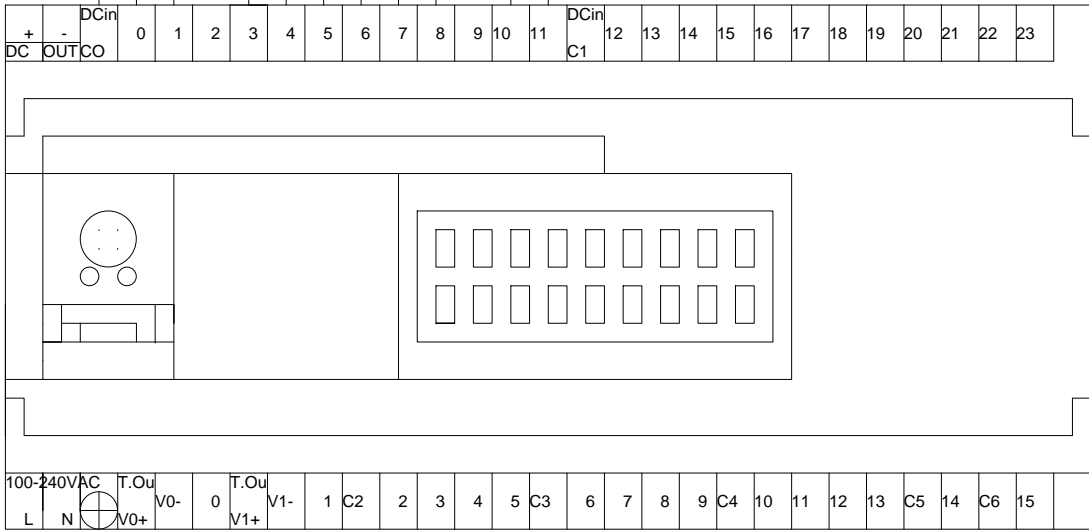 DCin DCin
+ - 0 1 2 3 4 5 6 7 8 9 10 11 12 13 14 15 16 17 18 19 20 21 22 23
DC OUT CO C1
100-240VAC T.Ou T.Ou
V0- 0 V1- 1 C2 2 3 4 5 C3 6 7 8 9 C4 10 11 12 13 C5 14 C6 15
L N V0+ V1+